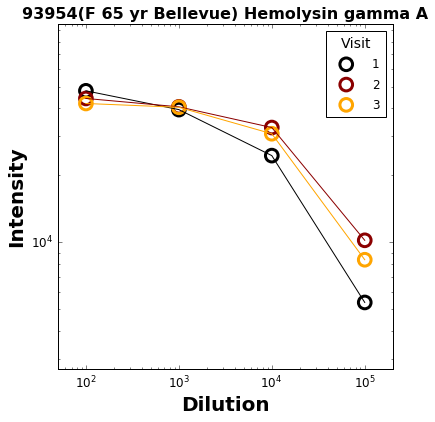 93954(F 65 yr Bellevue) Hemolysin gamma A
Visit
1
2
3
Intensity
10⁴
10² 10³ 10⁴ 10⁵
Dilution